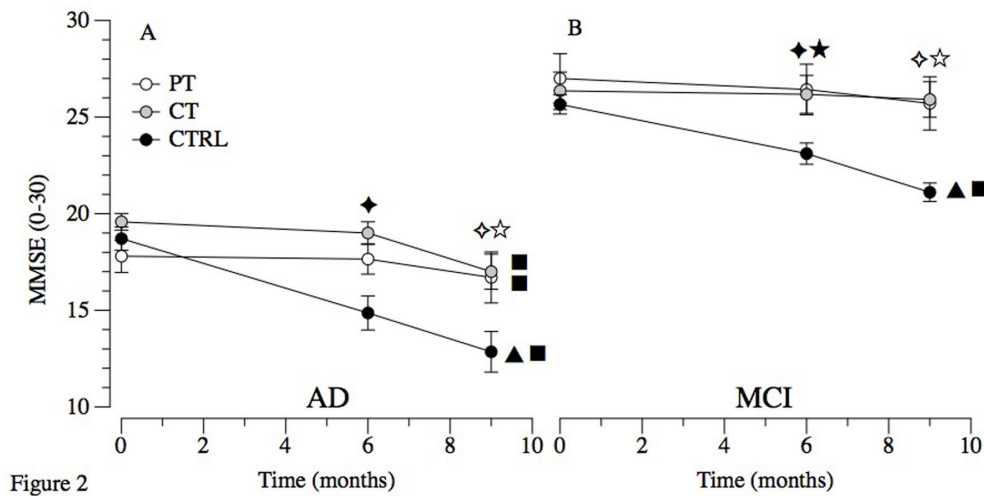 30
25
20
15
10
MMSE (0-30)
A
PT
CT
CTRL
AD
0 2 4 6 8 10
Time (months)
B
MCI
0 2 4 6 8 10
Time (months)
Figure 2